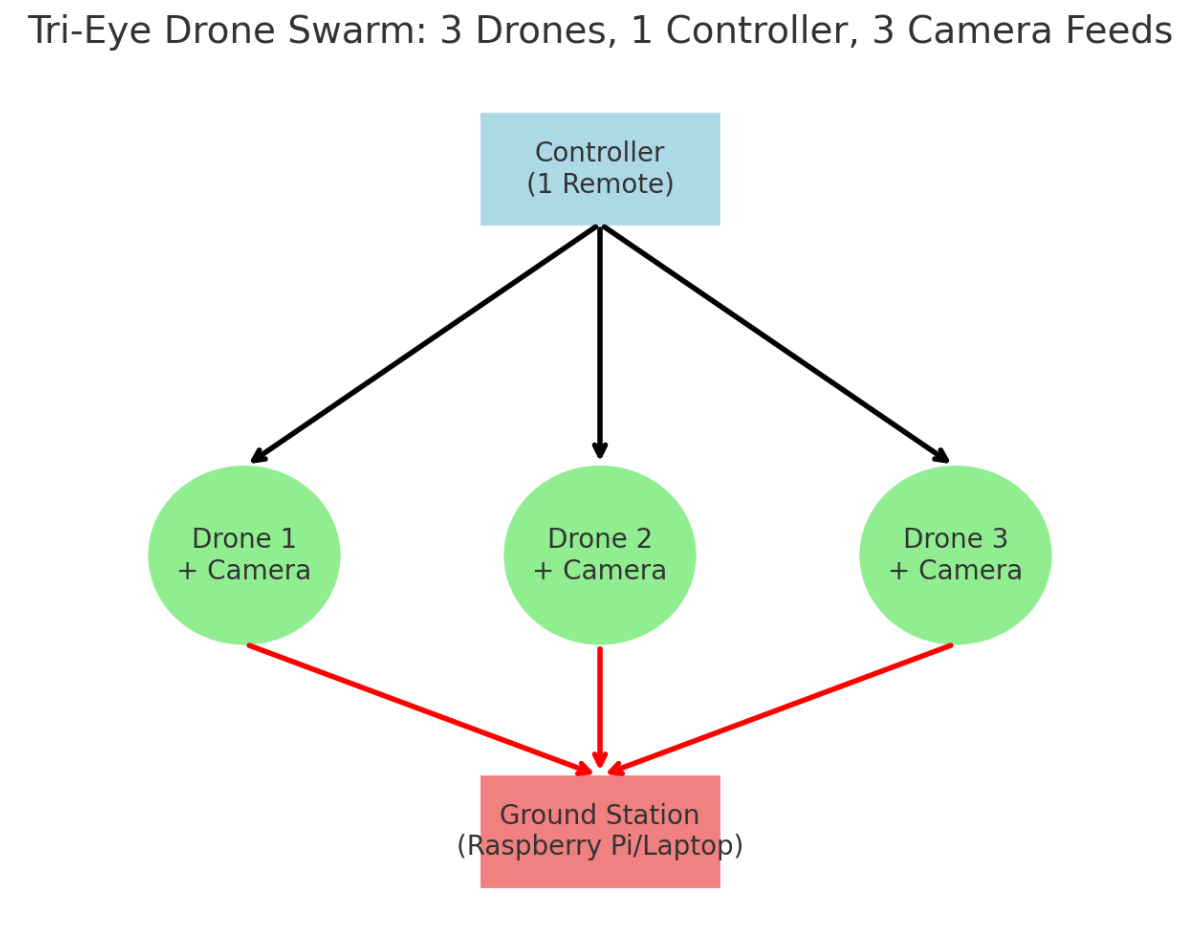 Tri-Eye Drone Swarm: 3 Drones, 1 Controller, 3 Camera Feeds
Controller
(1 Remote)
Drone 1
+ Camera
Drone 2
+ Camera
Drone 3
+ Camera
Ground Station
(Raspberry Pi/Laptop)